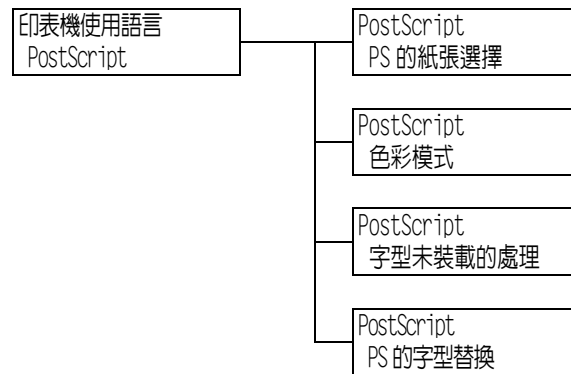 印表機使用語言
PostScript
PostScript
PS 的紙張選擇
PostScript
色彩模式
PostScript
字型未裝載的處理
PostScript
PS 的字型替換